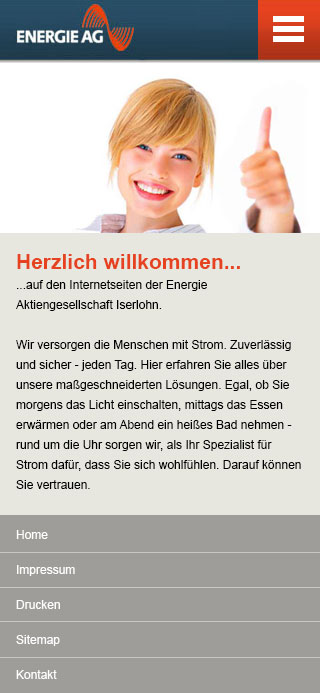 ENERGIE AG
Herzlich willkommen...
...auf den Internetseiten der Energie
Aktiengesellschaft Iserlohn.
Wir versorgen die Menschen mit Strom. Zuverlässig
und sicher - jeden Tag. Hier erfahren Sie alles über
unsere maßgeschneiderten Lösungen. Egal, ob Sie
morgens das Licht einschalten, mittags das Essen
erwärmen oder am Abend ein heißes Bad nehmen -
rund um die Uhr sorgen wir, als Ihr Spezialist für
Strom dafür, dass Sie sich wohlfühlen. Darauf können
Sie vertrauen.
Home
Impressum
Drucken
Sitemap
Kontakt